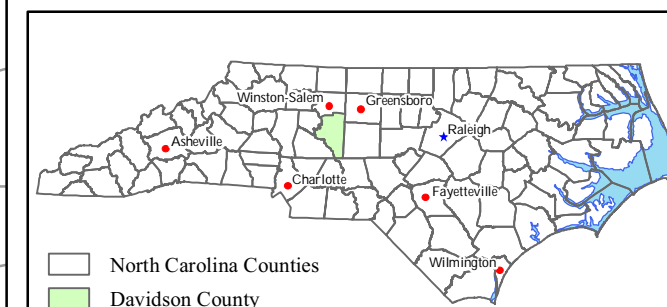 Winston-Salem
Greensboro
Raleigh
Asheville
Charlotte
Fayetteville
Wilmington
North Carolina Counties
Davidson County